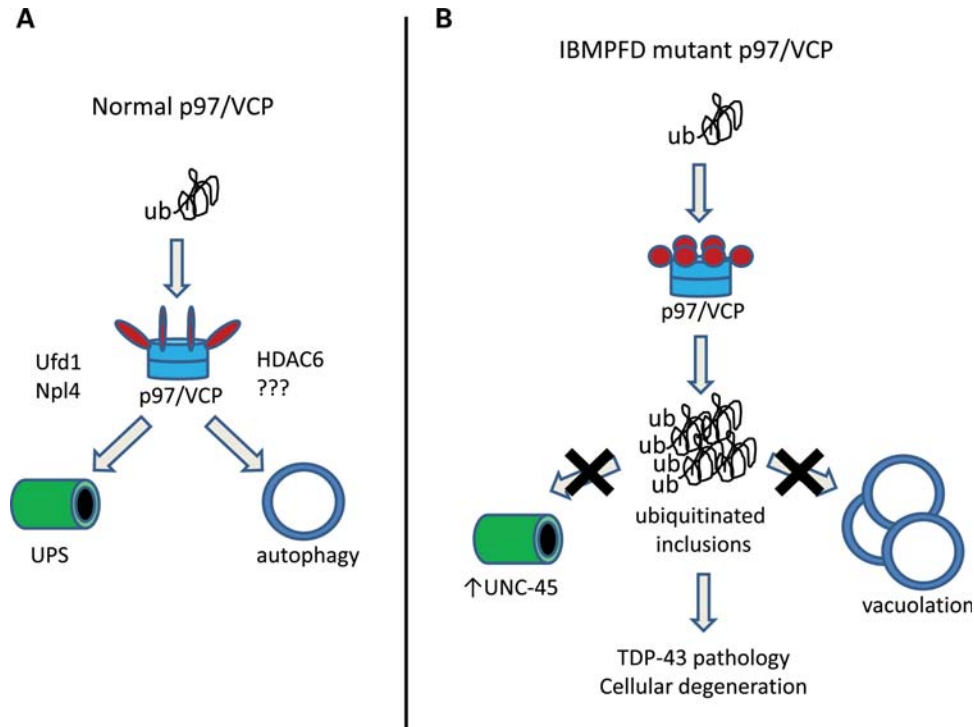 A
Normal p97/VCP
ub
Ufd1
Npl4
HDAC6
???
p97/VCP
UPS
autophagy
B
IBMPFD mutant p97/VCP
ub
p97/VCP
ub
ub
ub
ub
ubiquitinated
inclusions
↑UNC-45
vacuolation
TDP-43 pathology
Cellular degeneration